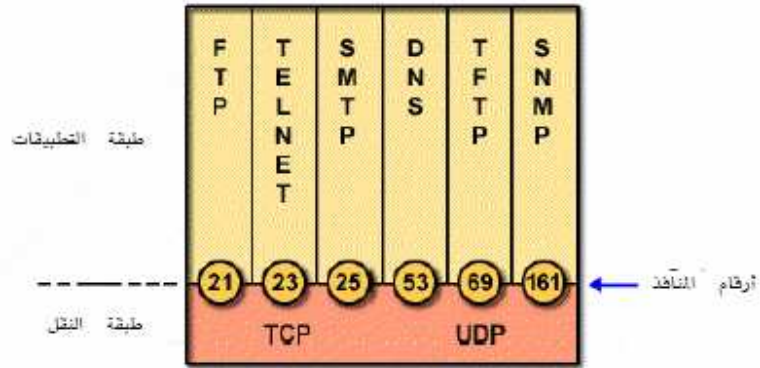 FTP
TELNET
SMTP
DNS
TFTP
SNMP
طبقة التطبيقات
21 23 25 53 69 161
أرقام المنافذ
طبقة النقل
TCP UDP